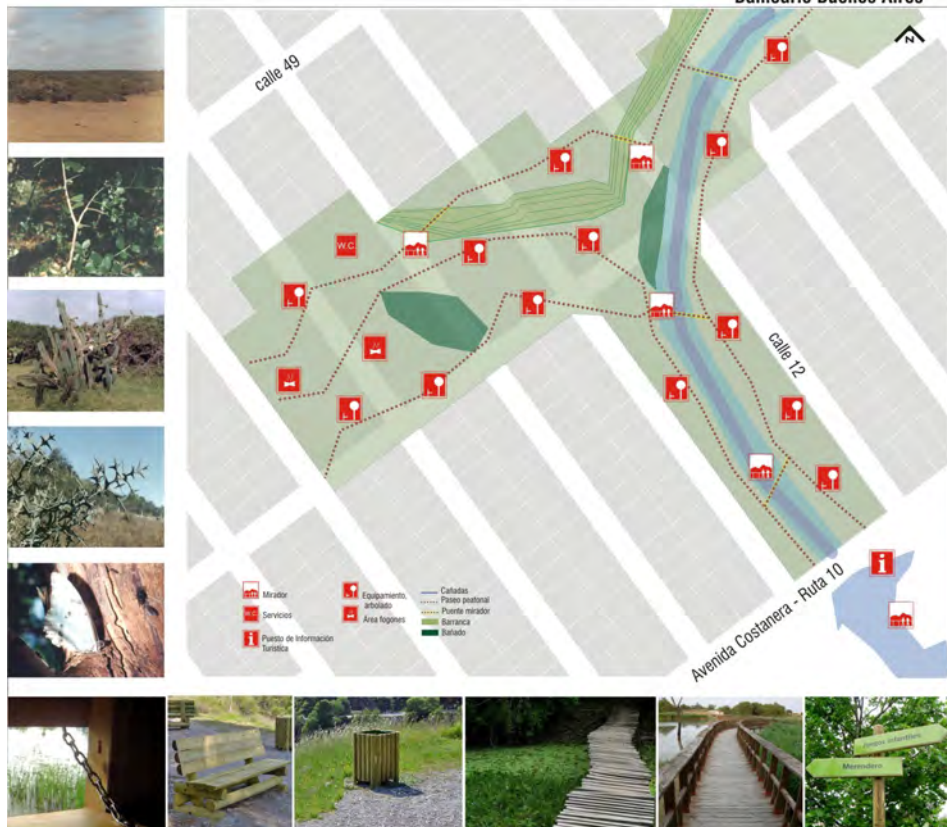 Balneario Buenos Aires
N
calle 49
W.C.
calle 12
i
Avenida Costanera - Ruta 10
Mirador
W.C.
Servicios
i
Puesto de Información
Turística
Equipamiento,
arbolado
Área fogones
Cañadas
Paseo peatonal
Puente mirador
Barranca
Bañado
Juegos Infantiles
Merendero